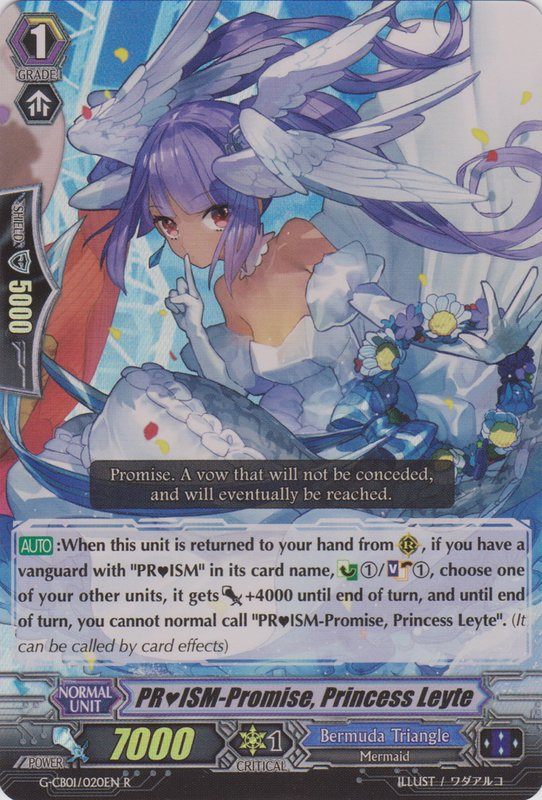 1
GRADE1
SHIELD
5000
Promise. A vow that will not be conceded,
and will eventually be reached.
AUTO :When this unit is returned to your hand from R, if you have a
vanguard with "PR♥ISM" in its card name, ①/ V ①, choose one
of your other units, it gets +4000 until end of turn, and until end
of turn, you cannot normal call "PR♥ISM-Promise, Princess Leyte". (It
can be called by card effects)
NORMAL
UNIT
PR♥ISM-Promise, Princess Leyte
POWER 7000
1
CRITICAL
Bermuda Triangle
Mermaid
G-CB01/020EN R
ILLUST / ワダアルコ